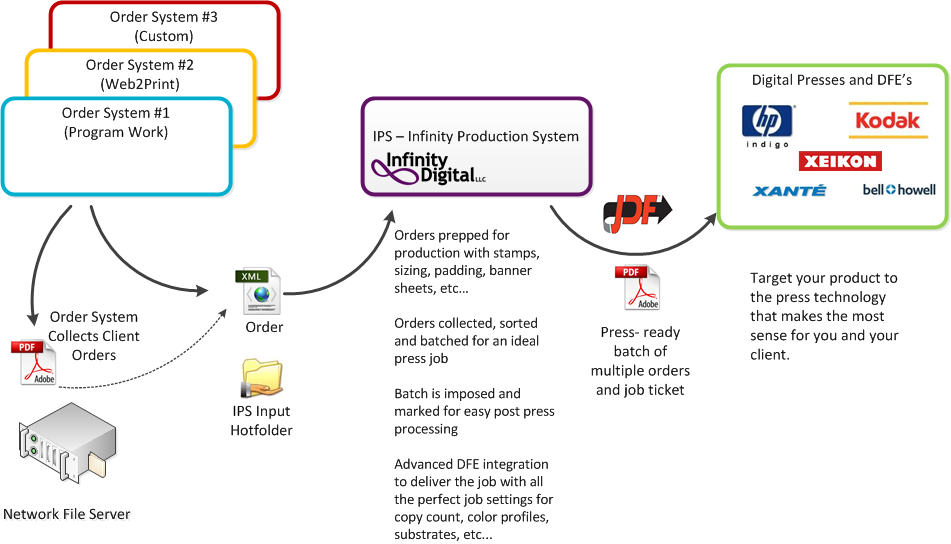 Order System #3
(Custom)
Order System #2
(Web2Print)
Order System #1
(Program Work)
Order System
Collects Client
Orders
PDF
Adobe
Network File Server
XML
Order
IPS Input
Hotfolder
IPS – Infinity Production System
Infinity
Digital LLC
Orders prepped for
production with stamps,
sizing, padding, banner
sheets, etc...
Orders collected, sorted
and batched for an ideal
press job
Batch is imposed and
marked for easy post press
processing
Advanced DFE integration
to deliver the job with all
the perfect job settings for
copy count, color profiles,
substrates, etc...
JDF
PDF
Adobe
Press- ready
batch of
multiple orders
and job ticket
Digital Presses and DFE's
hp
indigo
Kodak
XEIKON
XANTÉ
bell howell
Target your product to
the press technology
that makes the most
sense for you and your
client.